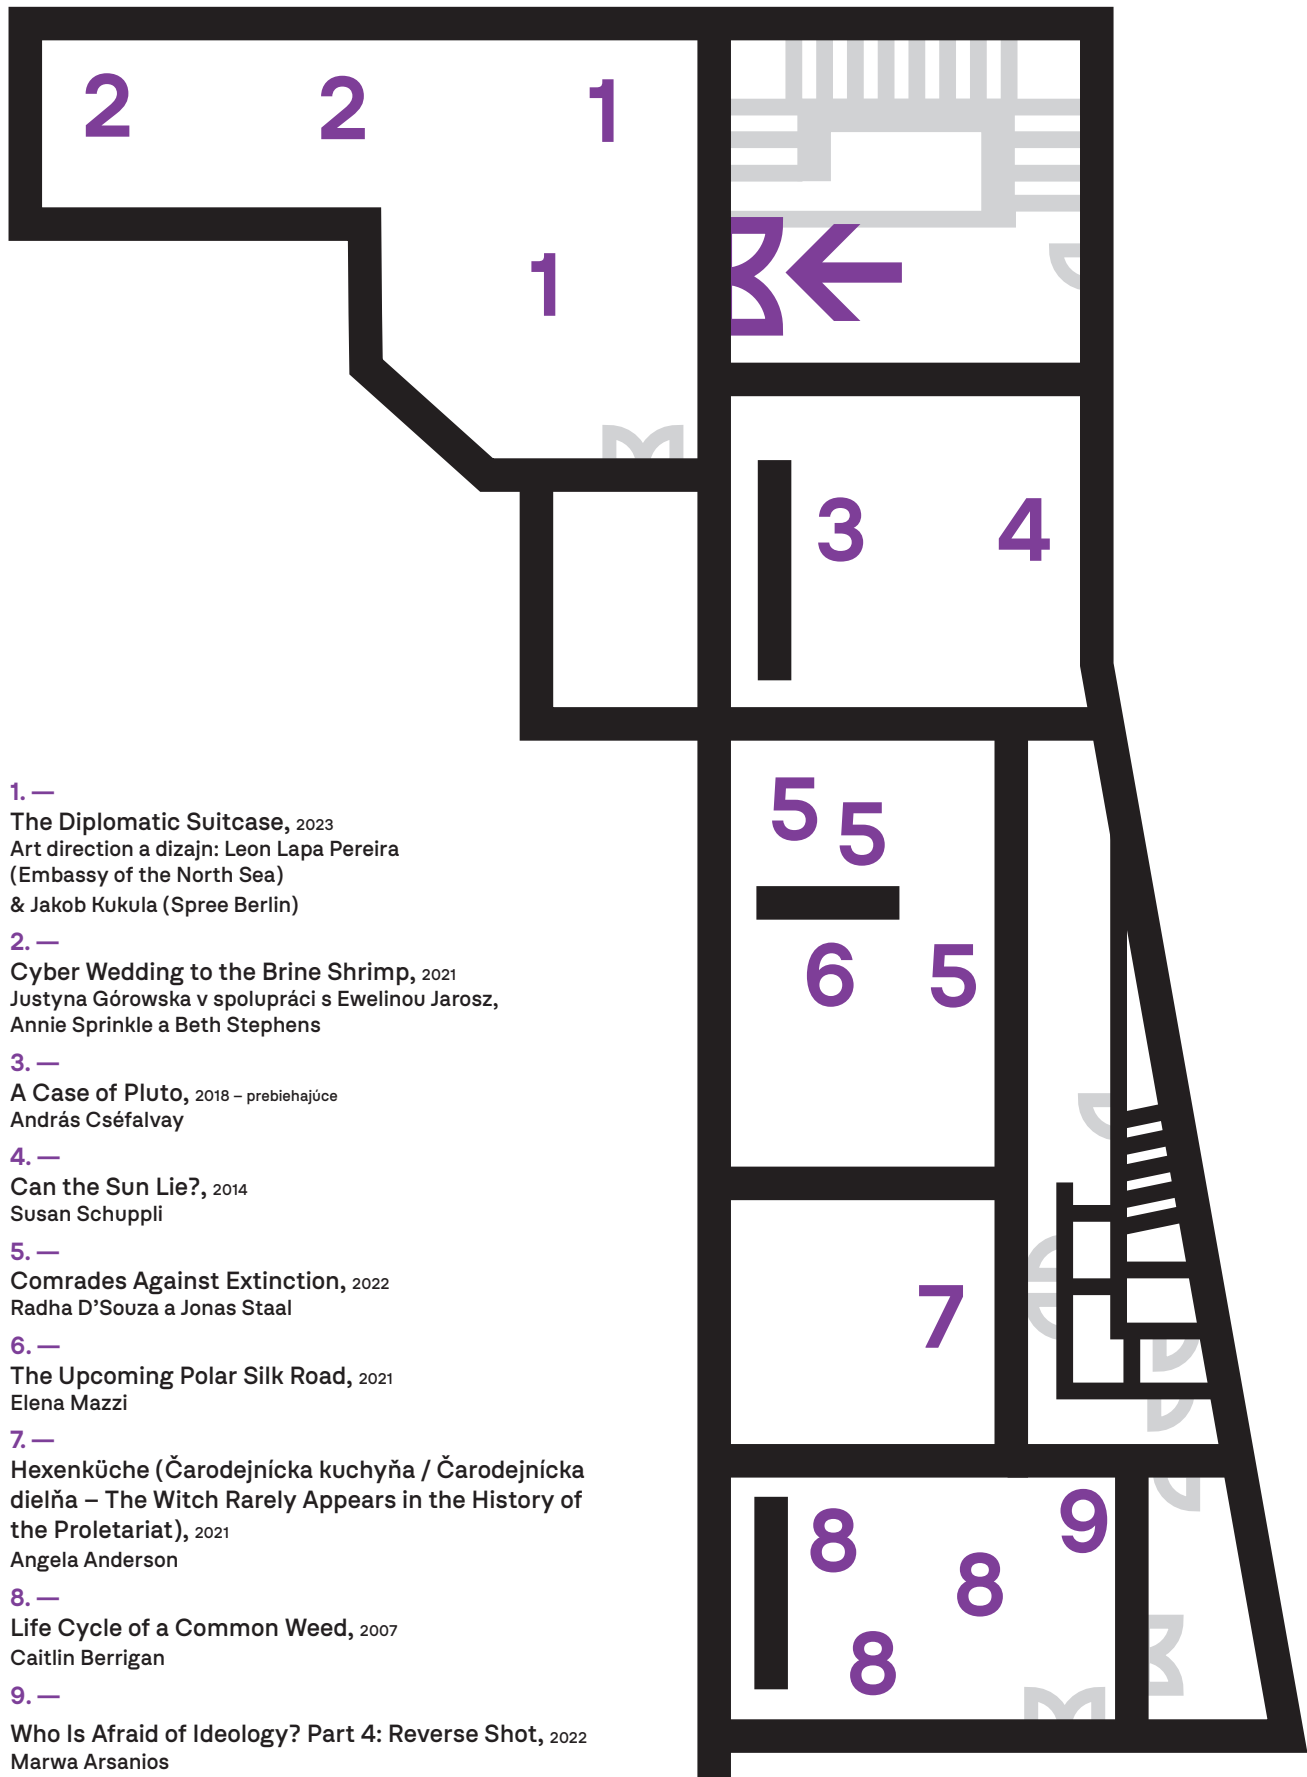 2 2 1
1
3 4
5 5
6 5
7
8 9
8
8
1. —
The Diplomatic Suitcase, 2023
Art direction a dizajn: Leon Lapa Pereira
(Embassy of the North Sea)
& Jakob Kukula (Spree Berlin)
2. —
Cyber Wedding to the Brine Shrimp, 2021
Justyna Górowska v spolupráci s Ewelinou Jarosz,
Annie Sprinkle a Beth Stephens
3. —
A Case of Pluto, 2018 – prebiehajúce
András Cséfalvay
4. —
Can the Sun Lie?, 2014
Susan Schuppli
5. —
Comrades Against Extinction, 2022
Radha D’Souza a Jonas Staal
6. —
The Upcoming Polar Silk Road, 2021
Elena Mazzi
7. —
Hexenküche (Čarodejnícka kuchyňa / Čarodejnícka
dielňa – The Witch Rarely Appears in the History of
the Proletariat), 2021
Angela Anderson
8. —
Life Cycle of a Common Weed, 2007
Caitlin Berrigan
9. —
Who Is Afraid of Ideology? Part 4: Reverse Shot, 2022
Marwa Arsanios